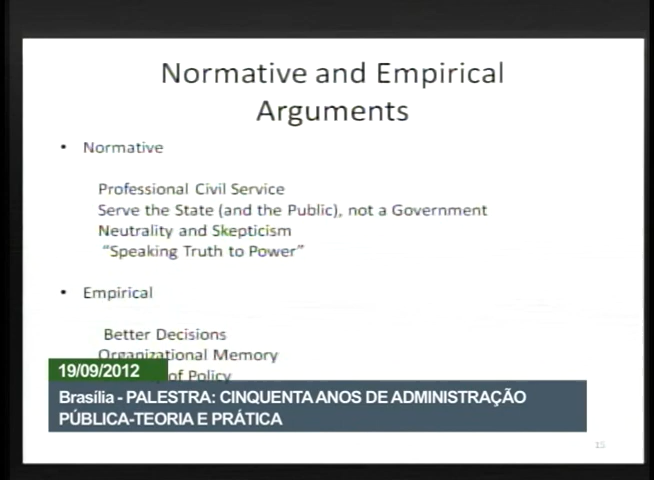 Normative and Empirical
Arguments
• Normative
Professional Civil Service
Serve the State (and the Public), not a Government
Neutrality and Skepticism
"Speaking Truth to Power"
• Empirical
Better Decisions
Organizational Memory
of Policy
19/09/2012
Brasília - PALESTRA: CINQUENTA ANOS DE ADMINISTRAÇÃO
PÚBLICA-TEORIA E PRÁTICA
15